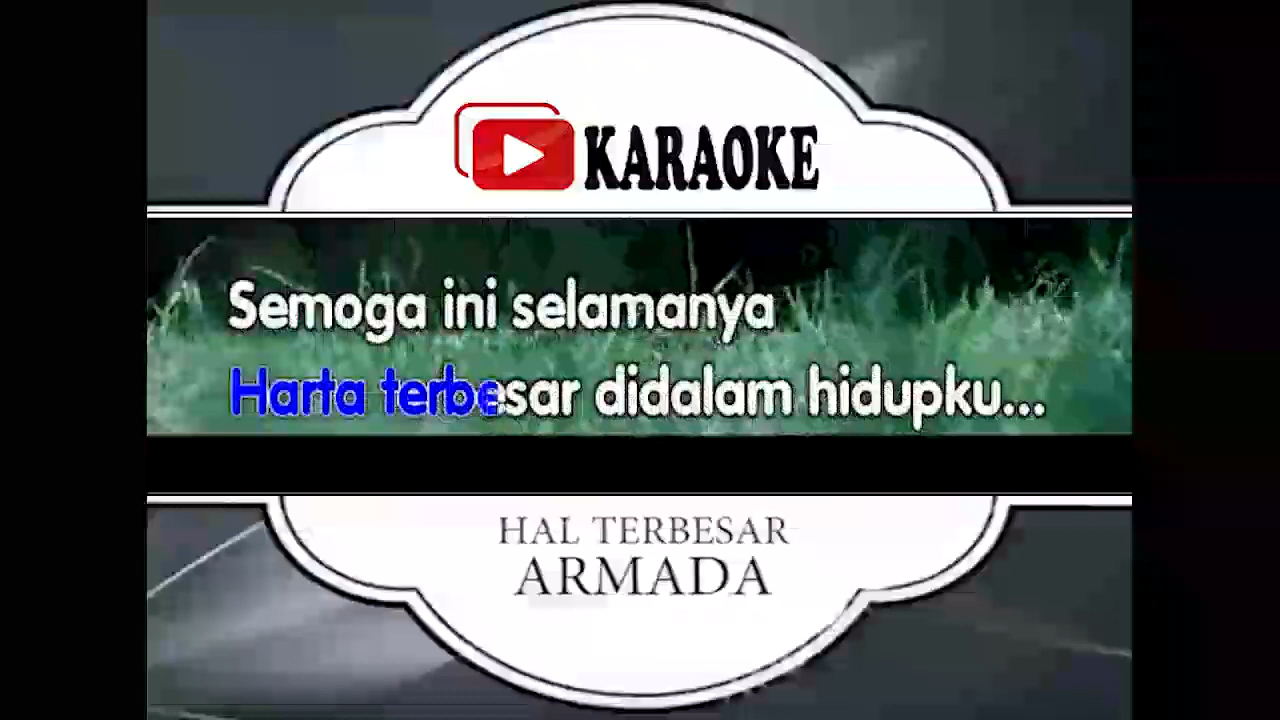 KARAOKE
Semoga ini selamanya
Harta terbesar didalam hidupku...
HAL TERBESAR
ARMADA